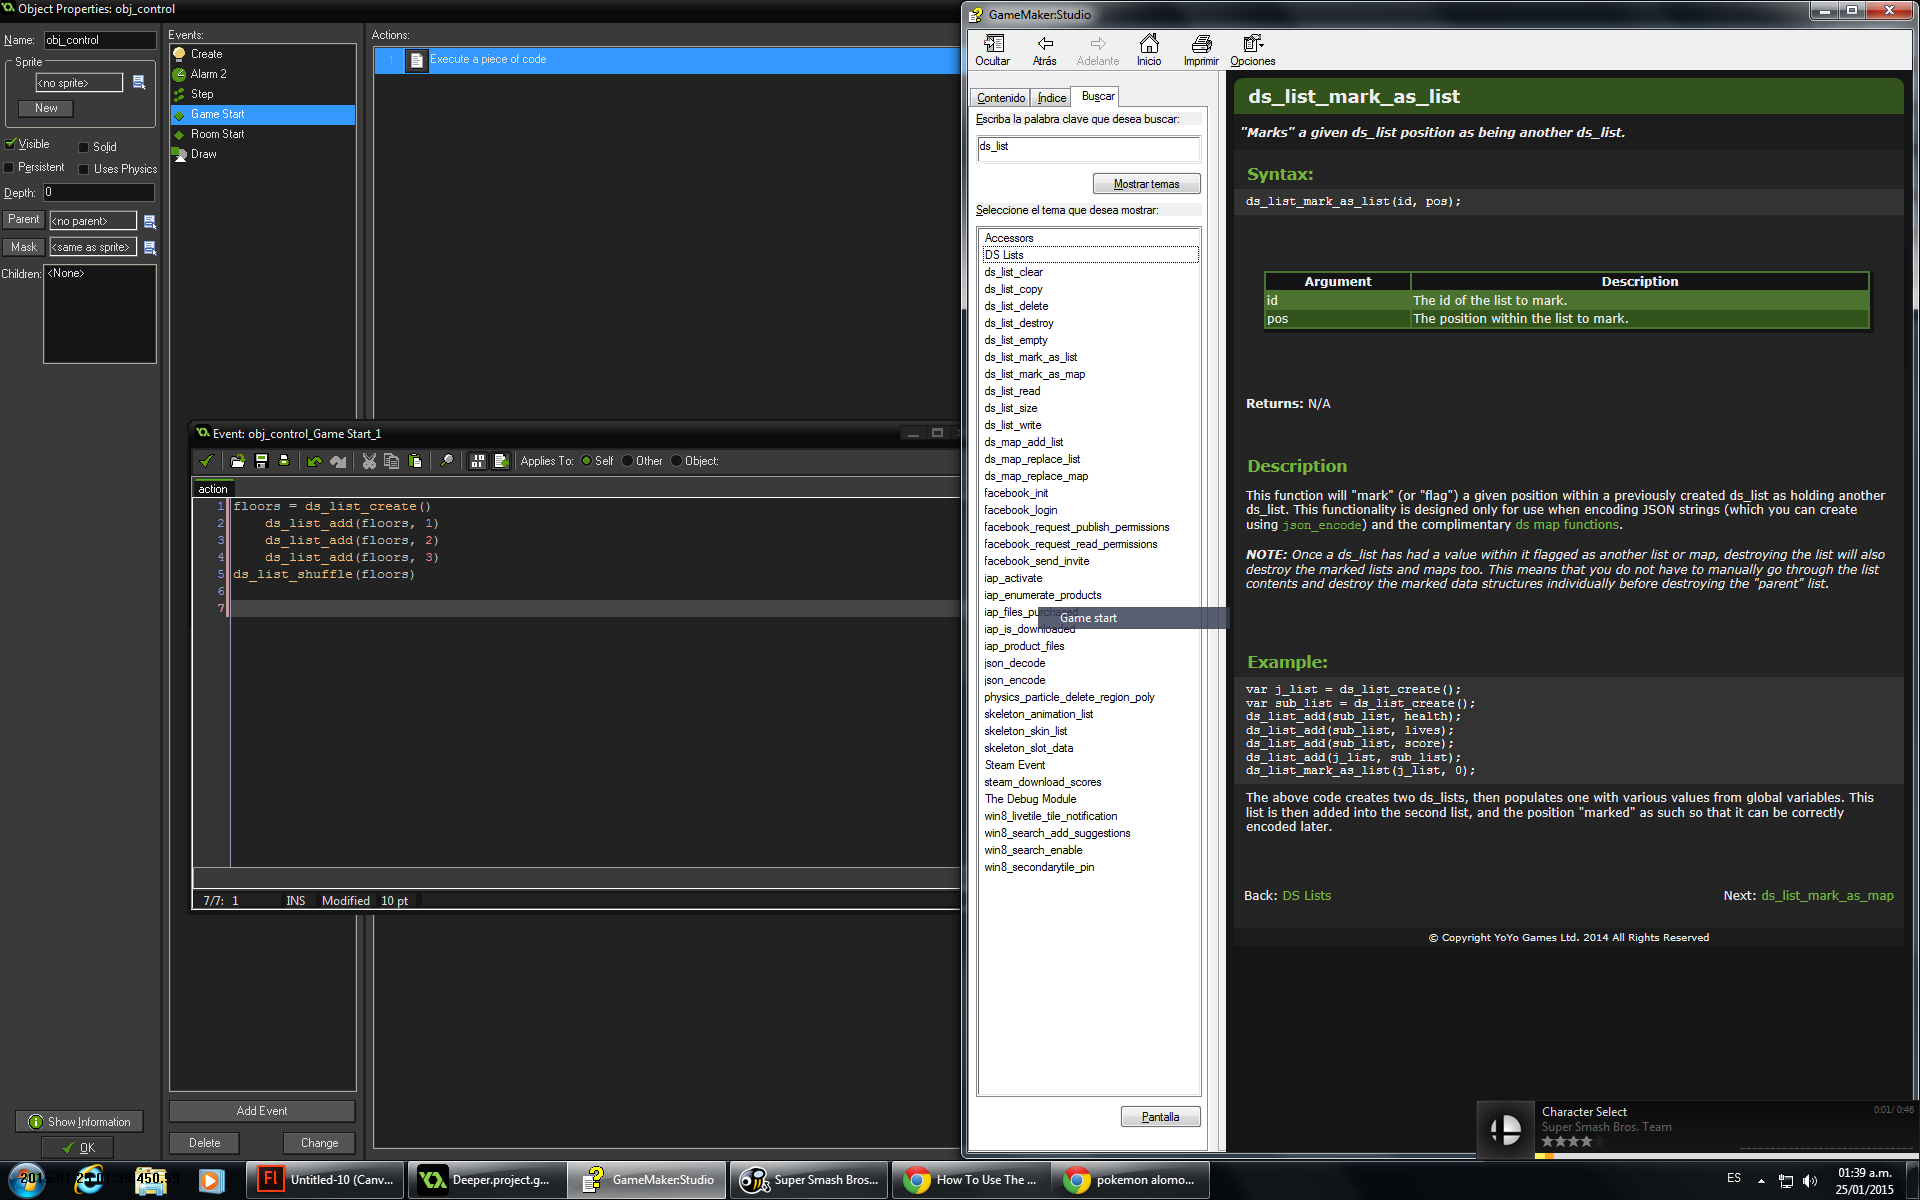 Object Properties: obj_control
Name: obj_control
Sprite
<no sprite>
New
Visible
Solid
Persistent
Uses Physics
Depth: 0
Parent <no parent>
Mask <same as sprite>
Children: <None>
Show Information
OK
Events:
Create
Alarm 2
Step
Game Start
Room Start
Draw
Add Event
Delete
Change
Actions:
1 Execute a piece of code
Event: obj_control_Game Start_1
Applies To: Self Other Object:
action
1 floors = ds_list_create()
2 ds_list_add(floors, 1)
3 ds_list_add(floors, 2)
4 ds_list_add(floors, 3)
5 ds_list_shuffle(floors)
6
7
7/7: 1 INS Modified 10 pt
GameMaker:Studio
Ocultar Atrás Adelante Inicio Imprimir Opciones
Contenido Índice Buscar
Escriba la palabra clave que desea buscar:
ds_list
Mostrar temas
Seleccione el tema que desea mostrar:
Accessors
DS Lists
ds_list_clear
ds_list_copy
ds_list_delete
ds_list_destroy
ds_list_empty
ds_list_mark_as_list
ds_list_mark_as_map
ds_list_read
ds_list_size
ds_list_write
ds_map_add_list
ds_map_replace_list
ds_map_replace_map
facebook_init
facebook_login
facebook_request_publish_permissions
facebook_request_read_permissions
facebook_send_invite
iap_activate
iap_enumerate_products
iap_files_purchased
Game start
iap_is_downloaded
iap_product_files
json_decode
json_encode
physics_particle_delete_region_poly
skeleton_animation_list
skeleton_skin_list
skeleton_slot_data
Steam Event
steam_download_scores
The Debug Module
win8_livetile_tile_notification
win8_search_add_suggestions
win8_search_enable
win8_secondarytile_pin
Pantalla
ds_list_mark_as_list
"Marks" a given ds_list position as being another ds_list.
Syntax:
ds_list_mark_as_list(id, pos);
Argument Description
id The id of the list to mark.
pos The position within the list to mark.
Returns: N/A
Description
This function will "mark" (or "flag") a given position within a previously created ds_list as holding another
ds_list. This functionality is designed only for use when encoding JSON strings (which you can create
using json_encode) and the complimentary ds map functions.
NOTE: Once a ds_list has had a value within it flagged as another list or map, destroying the list will also
destroy the marked lists and maps too. This means that you do not have to manually go through the list
contents and destroy the marked data structures individually before destroying the "parent" list.
Example:
var j_list = ds_list_create();
var sub_list = ds_list_create();
ds_list_add(sub_list, health);
ds_list_add(sub_list, lives);
ds_list_add(sub_list, score);
ds_list_add(j_list, sub_list);
ds_list_mark_as_list(j_list, 0);
The above code creates two ds_lists, then populates one with various values from global variables. This
list is then added into the second list, and the position "marked" as such so that it can be correctly
encoded later.
Back: DS Lists
Next: ds_list_mark_as_map
© Copyright YoYo Games Ltd. 2014 All Rights Reserved
Character Select
0:01/ 0:46
Super Smash Bros. Team
2015-01-25 01:39:450.59
Untitled-10 (Canv...
Deeper.project.g...
GameMaker:Studio
Super Smash Bros...
How To Use The ...
pokemon alomo...
ES
01:39 a.m.
25/01/2015